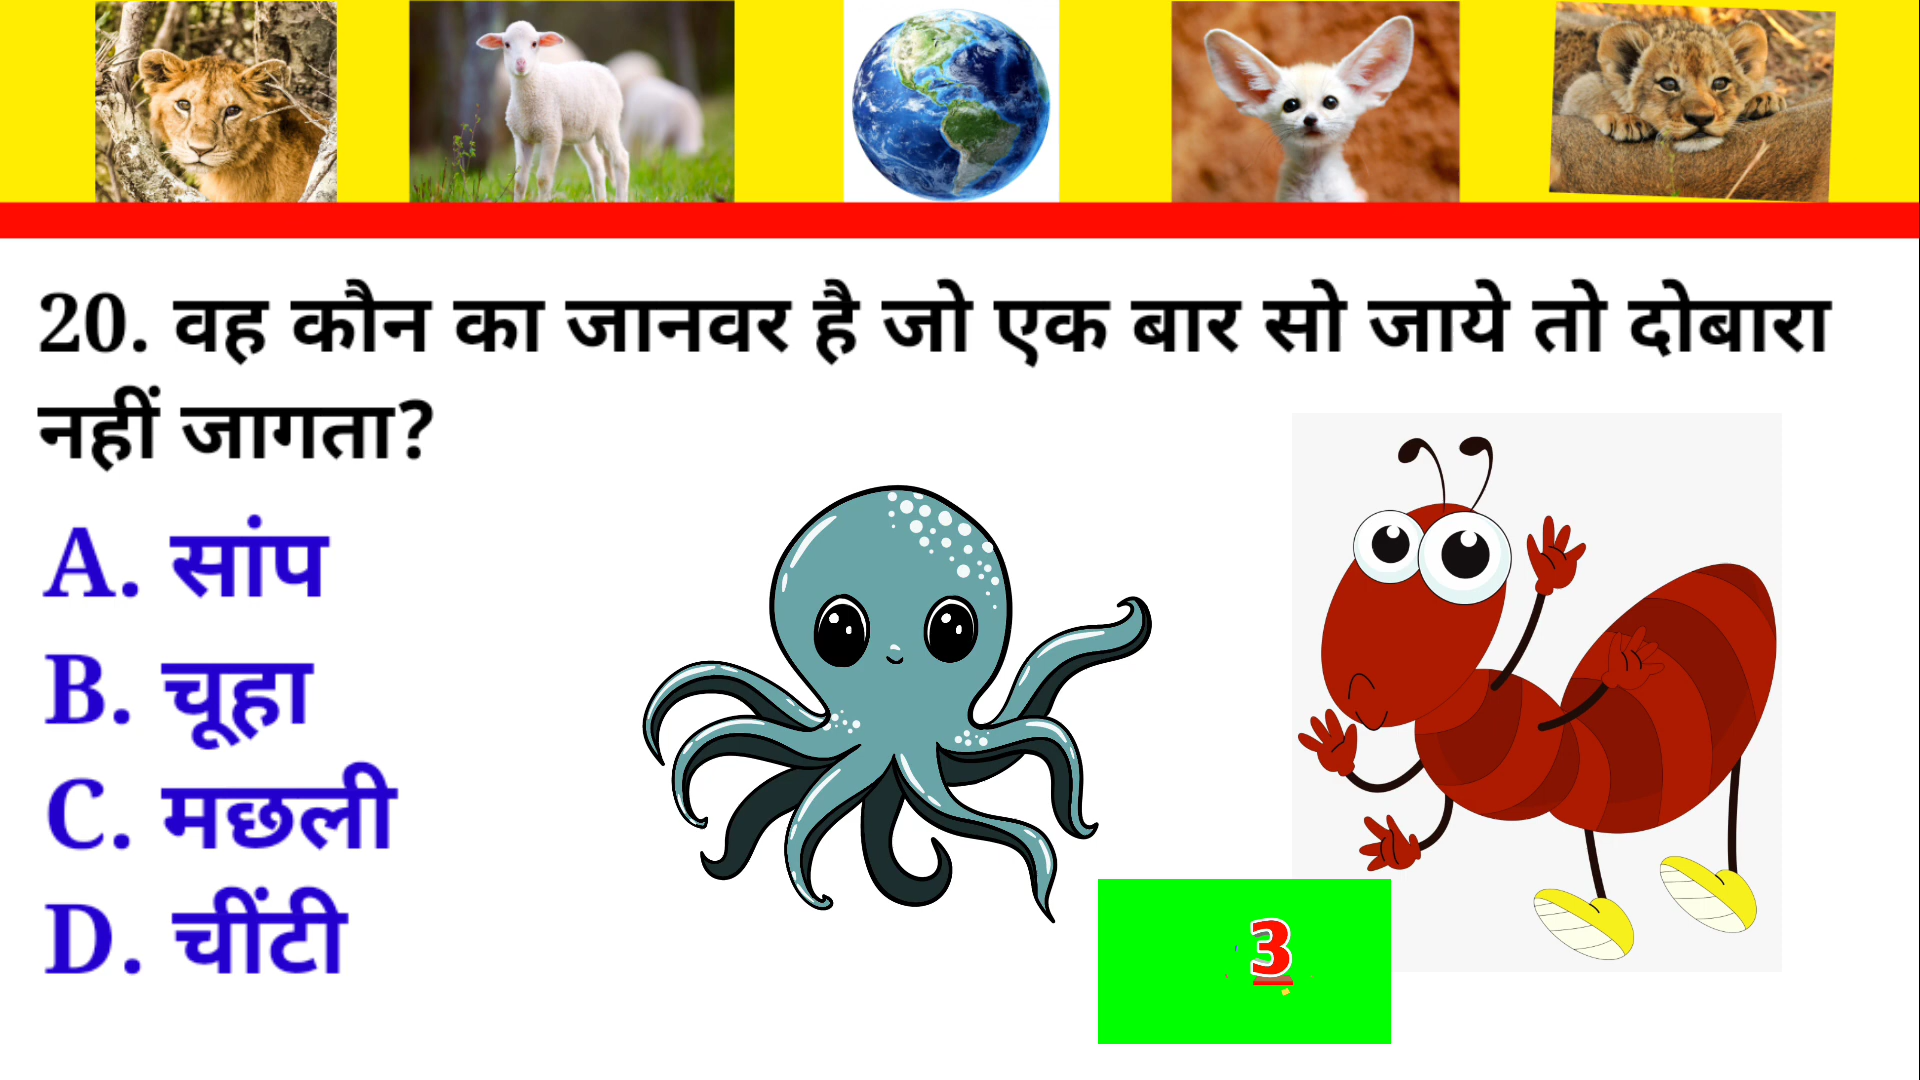 20. वह कौन का जानवर है जो एक बार सो जाये तो दोबारा
नहीं जागता?
A. सांप
B. चूहा
C. मछली
D. चींटी
3